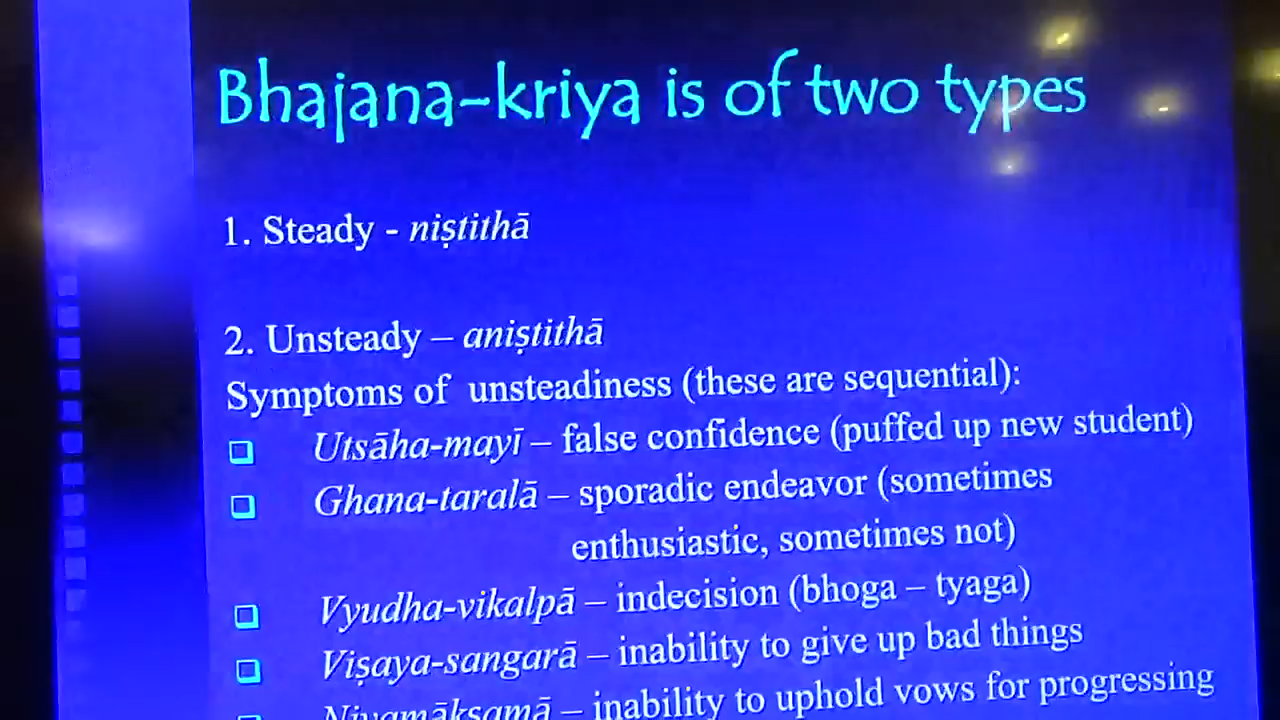 Bhajana-kriya is of two types
1. Steady - niṣtithā
2. Unsteady – aniṣtithā
Symptoms of unsteadiness (these are sequential):
Utsāha-mayī – false confidence (puffed up new student)
Ghana-taralā – sporadic endeavor (sometimes
enthusiastic, sometimes not)
Vyudha-vikalpā – indecision (bhoga – tyaga)
Viṣaya-sangarā – inability to give up bad things
Niyamākṣamā – inability to uphold vows for progressing